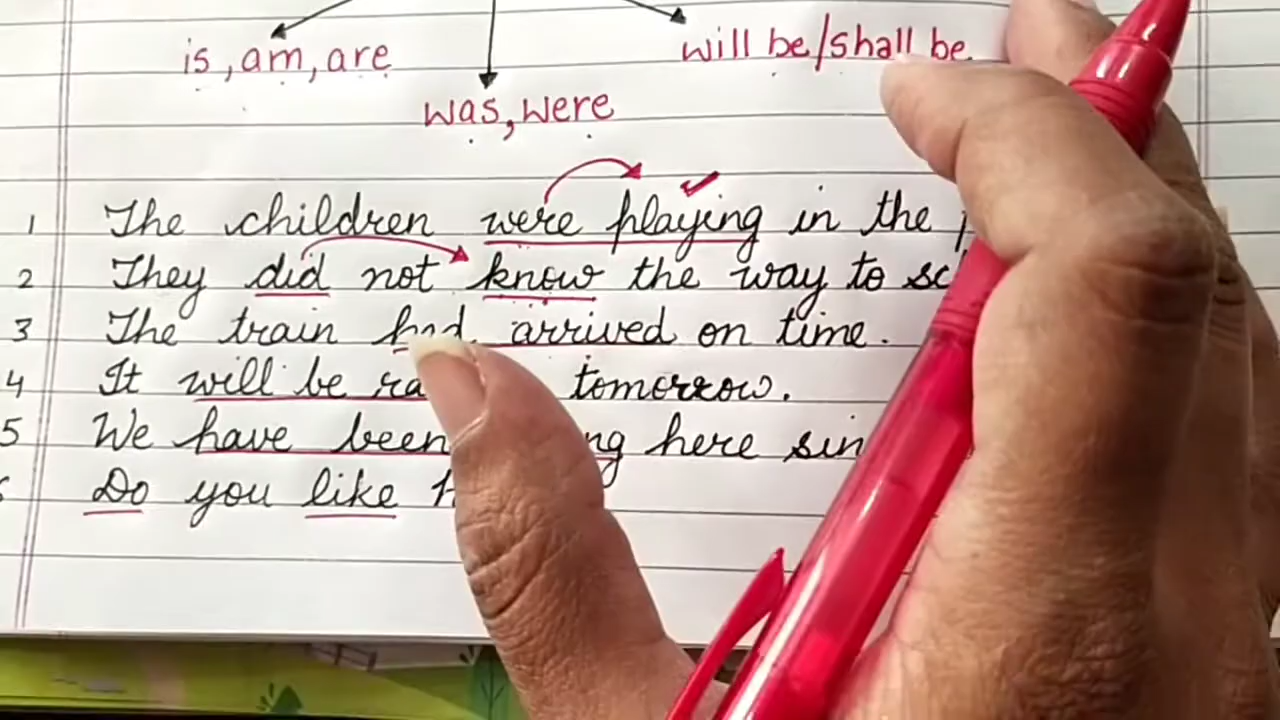 is, am, are
will be/shall be
was, were
1 The children were playing in the
2 They did not know the way to
3 The train had arrived on time.
4 It will be tomorrow.
5 We have been here
Do you like